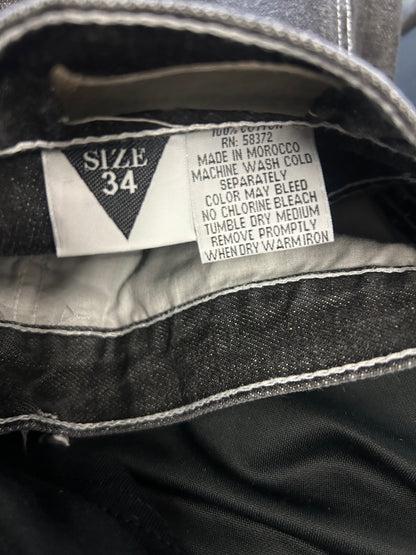 SIZE
34
100% COTTON
RN: 58372
MADE IN MOROCCO
MACHINE WASH COLD
SEPARATELY
COLOR MAY BLEED
NO CHLORINE BLEACH
TUMBLE DRY MEDIUM
REMOVE PROMPTLY
WHEN DRY WARM IRON